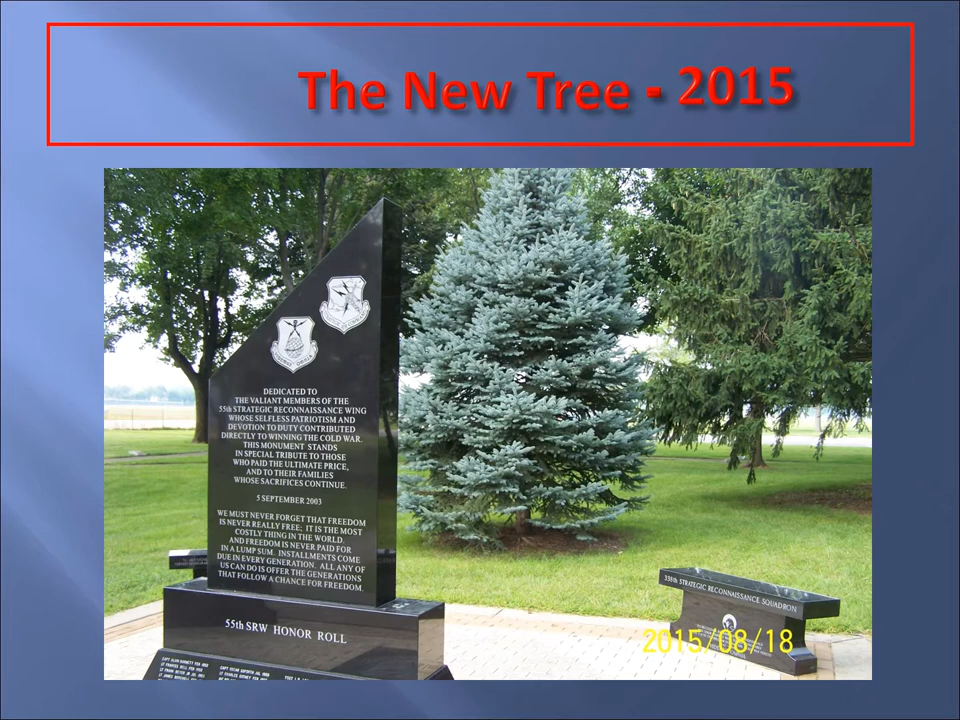 The New Tree - 2015
DEDICATED TO
THE VALIANT MEMBERS OF THE
55th STRATEGIC RECONNAISSANCE WING
WHOSE SELFLESS PATRIOTISM AND
DEVOTION TO DUTY CONTRIBUTED
DIRECTLY TO WINNING THE COLD WAR.
THIS MONUMENT STANDS
IN SPECIAL TRIBUTE TO THOSE
WHO PAID THE ULTIMATE PRICE,
AND TO THEIR FAMILIES
WHOSE SACRIFICES CONTINUE.
5 SEPTEMBER 2003
WE MUST NEVER FORGET THAT FREEDOM
IS NEVER REALLY FREE; IT IS THE MOST
COSTLY THING IN THE WORLD.
AND FREEDOM IS NEVER PAID FOR
IN A LUMP SUM. INSTALLMENTS COME
DUE IN EVERY GENERATION. ALL ANY OF
US CAN DO IS OFFER THE GENERATIONS
THAT FOLLOW A CHANCE FOR FREEDOM.
55th SRW HONOR ROLL
STRATEGIC RECONNAISSANCE SQUADRON
2015/08/18